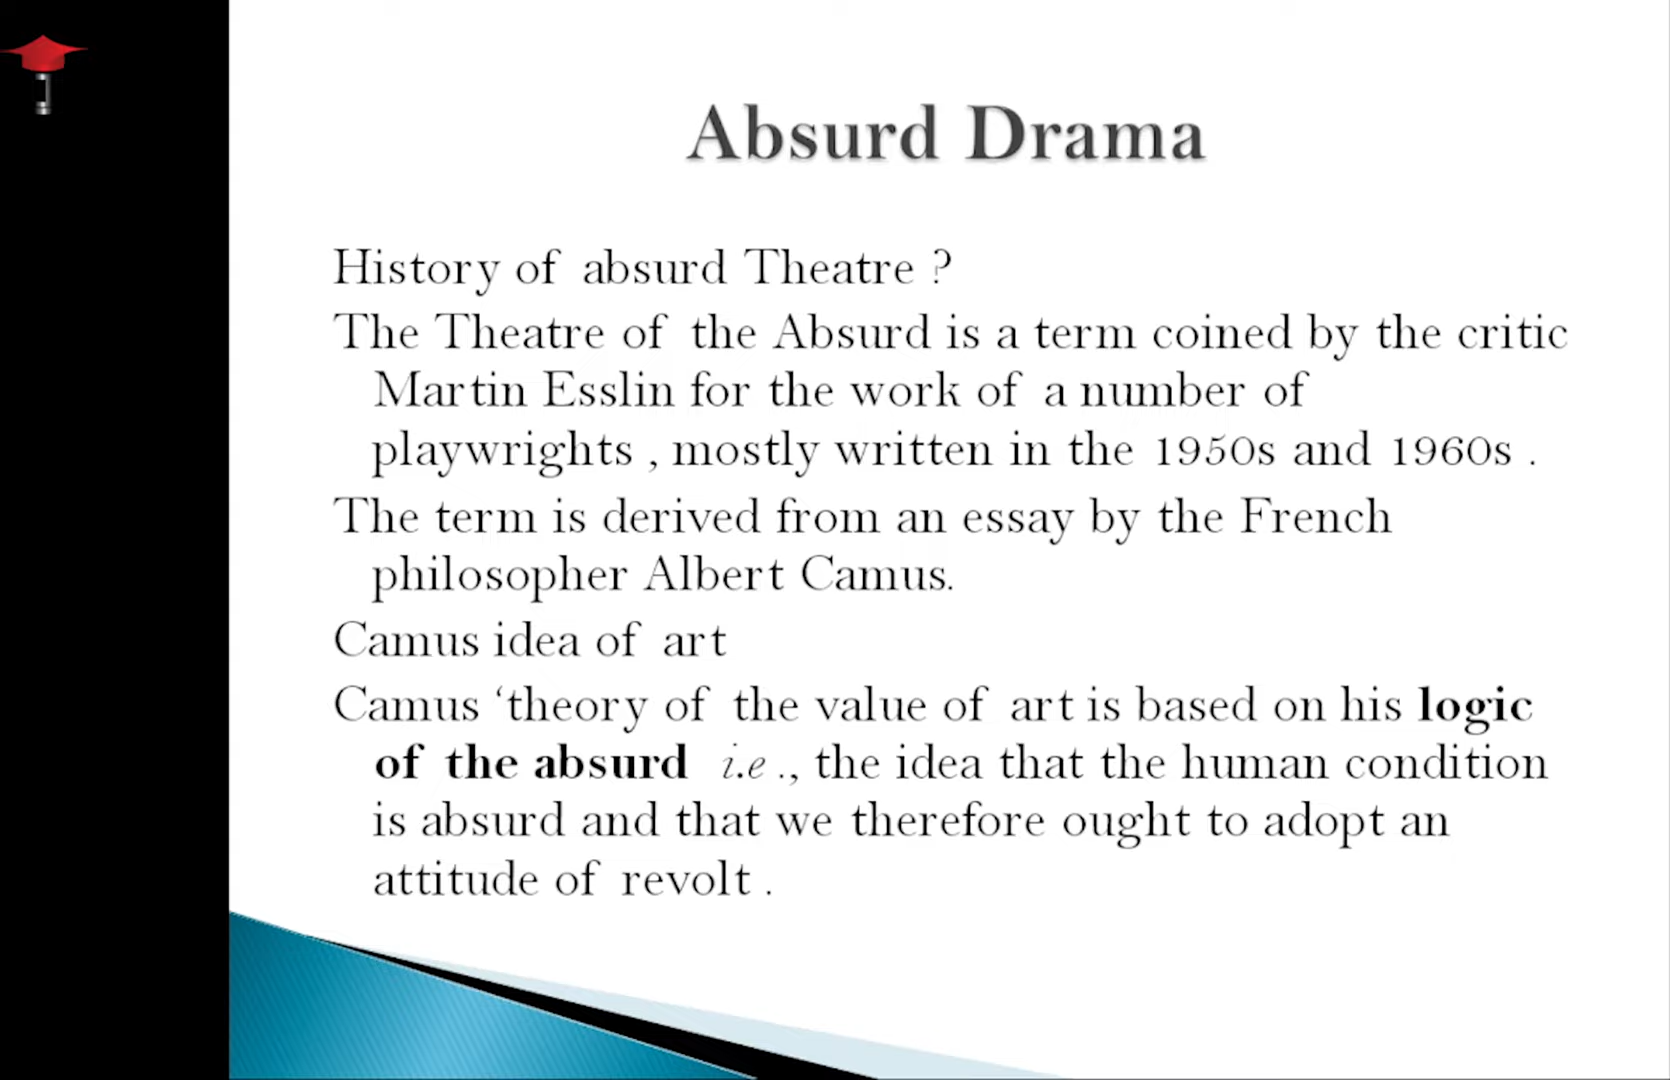 Absurd Drama
History of absurd Theatre ?
The Theatre of the Absurd is a term coined by the critic
Martin Esslin for the work of a number of
playwrights , mostly written in the 1950s and 1960s .
The term is derived from an essay by the French
philosopher Albert Camus.
Camus idea of art
Camus ‘theory of the value of art is based on his logic
of the absurd i.e ., the idea that the human condition
is absurd and that we therefore ought to adopt an
attitude of revolt .